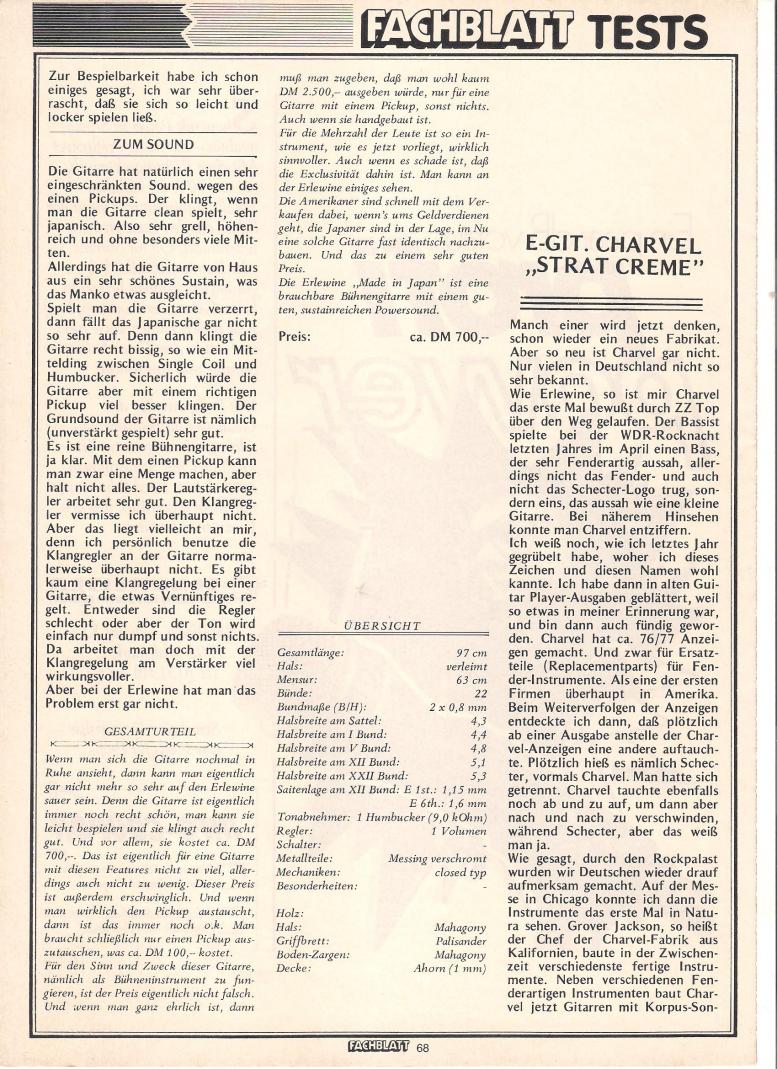 FACHBLATT TESTS
Zur Bespielbarkeit habe ich schon
einiges gesagt, ich war sehr über-
rascht, daß sie sich so leicht und
locker spielen ließ.
ZUM SOUND
Die Gitarre hat natürlich einen sehr
eingeschränkten Sound. wegen des
einen Pickups. Der klingt, wenn
man die Gitarre clean spielt, sehr
japanisch. Also sehr grell, höhen-
reich und ohne besonders viele Mit-
ten.
Allerdings hat die Gitarre von Haus
aus ein sehr schönes Sustain, was
das Manko etwas ausgleicht.
Spielt man die Gitarre verzerrt,
dann fällt das Japanische gar nicht
so sehr auf. Denn dann klingt die
Gitarre recht bissig, so wie ein Mit-
telding zwischen Single Coil und
Humbucker. Sicherlich würde die
Gitarre aber mit einem richtigen
Pickup viel besser klingen. Der
Grundsound der Gitarre ist nämlich
(unverstärkt gespielt) sehr gut.
Es ist eine reine Bühnengitarre, ist
ja klar. Mit dem einen Pickup kann
man zwar eine Menge machen, aber
halt nicht alles. Der Lautstärkereg-
ler arbeitet sehr gut. Den Klangreg-
ler vermisse ich überhaupt nicht.
Aber das liegt vielleicht an mir,
denn ich persönlich benutze die
Klangregler an der Gitarre norma-
lerweise überhaupt nicht. Es gibt
kaum eine Klangregelung bei einer
Gitarre, die etwas Vernünftiges re-
gelt. Entweder sind die Regler
schlecht oder aber der Ton wird
einfach nur dumpf und sonst nichts.
Da arbeitet man doch mit der
Klangregelung am Verstärker viel
wirkungsvoller.
Aber bei der Erlewine hat man das
Problem erst gar nicht.
GESAMTURTEIL
Wenn man sich die Gitarre nochmal in
Ruhe ansieht, dann kann man eigentlich
gar nicht mehr so sehr auf den Erlewine
sauer sein. Denn die Gitarre ist eigentlich
immer noch recht schön, man kann sie
leicht bespielen und sie klingt auch recht
gut. Und vor allem, sie kostet ca. DM
700,-. Das ist eigentlich für eine Gitarre
mit diesen Features nicht zu viel, aller-
dings auch nicht zu wenig. Dieser Preis
ist außerdem erschwinglich. Und wenn
man wirklich den Pickup austauscht,
dann ist das immer noch o.k. Man
braucht schließlich nur einen Pickup aus-
zutauschen, was ca. DM 100,- kostet.
Für den Sinn und Zweck dieser Gitarre,
nämlich als Bühneninstrument zu fun-
gieren, ist der Preis eigentlich nicht falsch.
Und wenn man ganz ehrlich ist, dann
muß man zugeben, daß man wohl kaum
DM 2.500,- ausgeben würde, nur für eine
Gitarre mit einem Pickup, sonst nichts.
Auch wenn sie handgebaut ist.
Für die Mehrzahl der Leute ist so ein In-
strument, wie es jetzt vorliegt, wirklich
sinnvoller. Auch wenn es schade ist, daß
die Exclusivität dahin ist. Man kann an
der Erlewine einiges sehen.
Die Amerikaner sind schnell mit dem Ver-
kaufen dabei, wenn's ums Geldverdienen
geht, die Japaner sind in der Lage, im Nu
eine solche Gitarre fast identisch nachzu-
bauen. Und das zu einem sehr guten
Preis.
Die Erlewine „Made in Japan" ist eine
brauchbare Bühnengitarre mit einem gu-
ten, sustainreichen Powersound.
Preis: ca. DM 700,-
ÜBERSICHT
Gesamtlänge: 97 cm
Hals: verleimt
Mensur: 63 cm
Bünde: 22
Bundmaße (B/H): 2 x 0,8 mm
Halsbreite am Sattel: 4,3
Halsbreite am I Bund: 4,4
Halsbreite am V Bund: 4,8
Halsbreite am XII Bund: 5,1
Halsbreite am XXII Bund: 5,3
Saitenlage am XII Bund: E 1st.: 1,15 mm
E 6th.: 1,6 mm
Tonabnehmer: 1 Humbucker (9,0 kOhm)
Regler: 1 Volumen
Schalter: -
Metallteile: Messing verschromt
Mechaniken: closed typ
Besonderheiten: -
Holz:
Hals: Mahagony
Griffbrett: Palisander
Boden-Zargen: Mahagony
Decke: Ahorn (1 mm)
E-GIT. CHARVEL
„STRAT CREME"
Manch einer wird jetzt denken,
schon wieder ein neues Fabrikat.
Aber so neu ist Charvel gar nicht.
Nur vielen in Deutschland nicht so
sehr bekannt.
Wie Erlewine, so ist mir Charvel
das erste Mal bewußt durch ZZ Top
über den Weg gelaufen. Der Bassist
spielte bei der WDR-Rocknacht
letzten Jahres im April einen Bass,
der sehr Fenderartig aussah, aller-
dings nicht das Fender- und auch
nicht das Schecter-Logo trug, son-
dern eins, das aussah wie eine kleine
Gitarre. Bei näherem Hinsehen
konnte man Charvel entziffern.
Ich weiß noch, wie ich letztes Jahr
gegrübelt habe, woher ich dieses
Zeichen und diesen Namen wohl
kannte. Ich habe dann in alten Gui-
tar Player-Ausgaben geblättert, weil
so etwas in meiner Erinnerung war,
und bin dann auch fündig gewor-
den. Charvel hat ca. 76/77 Anzei-
gen gemacht. Und zwar für Ersatz-
teile (Replacementparts) für Fen-
der-Instrumente. Als eine der ersten
Firmen überhaupt in Amerika.
Beim Weiterverfolgen der Anzeigen
entdeckte ich dann, daß plötzlich
ab einer Ausgabe anstelle der Char-
vel-Anzeigen eine andere auftauch-
te. Plötzlich hieß es nämlich Schec-
ter, vormals Charvel. Man hatte sich
getrennt. Charvel tauchte ebenfalls
noch ab und zu auf, um dann aber
nach und nach zu verschwinden,
während Schecter, aber das weiß
man ja.
Wie gesagt, durch den Rockpalast
wurden wir Deutschen wieder drauf
aufmerksam gemacht. Auf der Mes-
se in Chicago konnte ich dann die
Instrumente das erste Mal in Natu-
ra sehen. Grover Jackson, so heißt
der Chef der Charvel-Fabrik aus
Kalifornien, baute in der Zwischen-
zeit verschiedenste fertige Instru-
mente. Neben verschiedenen Fen-
derartigen Instrumenten baut Char-
vel jetzt Gitarren mit Korpus-Son-
FACHBLATT 68